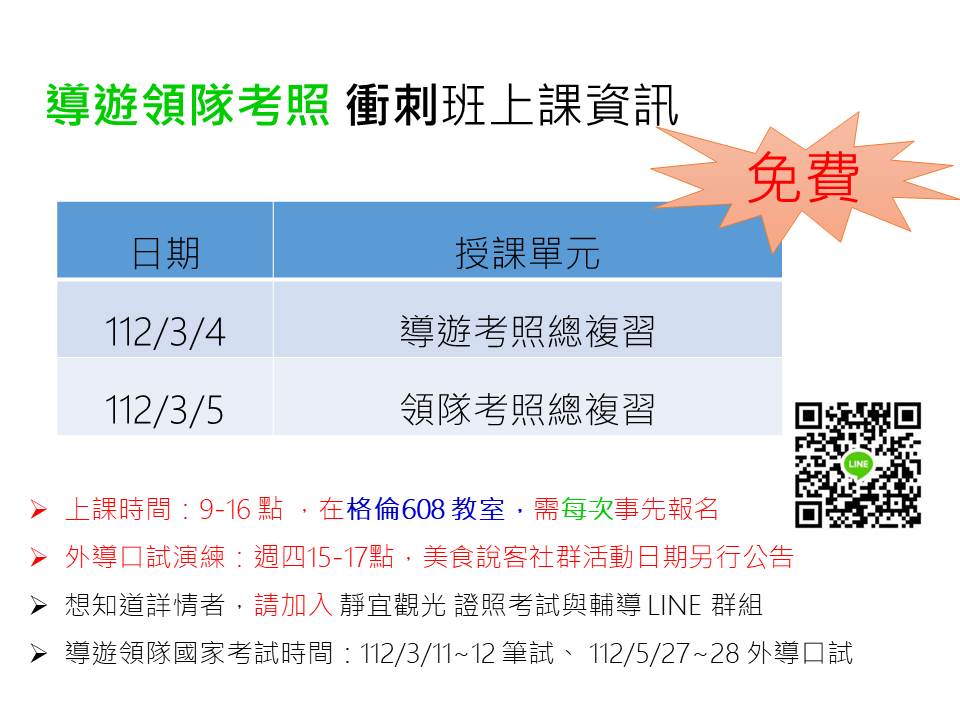 導遊領隊考照 衝刺班上課資訊
免費
日期 授課單元
112/3/4 導遊考照總複習
112/3/5 領隊考照總複習
LINE
➢ 上課時間：9-16 點 ，在格倫608 教室，需每次事先報名
➢ 外導口試演練：週四15-17點，美食說客社群活動日期另行公告
➢ 想知道詳情者，請加入 靜宜觀光 證照考試與輔導 LINE 群組
➢ 導遊領隊國家考試時間：112/3/11~12 筆試、 112/5/27~28 外導口試